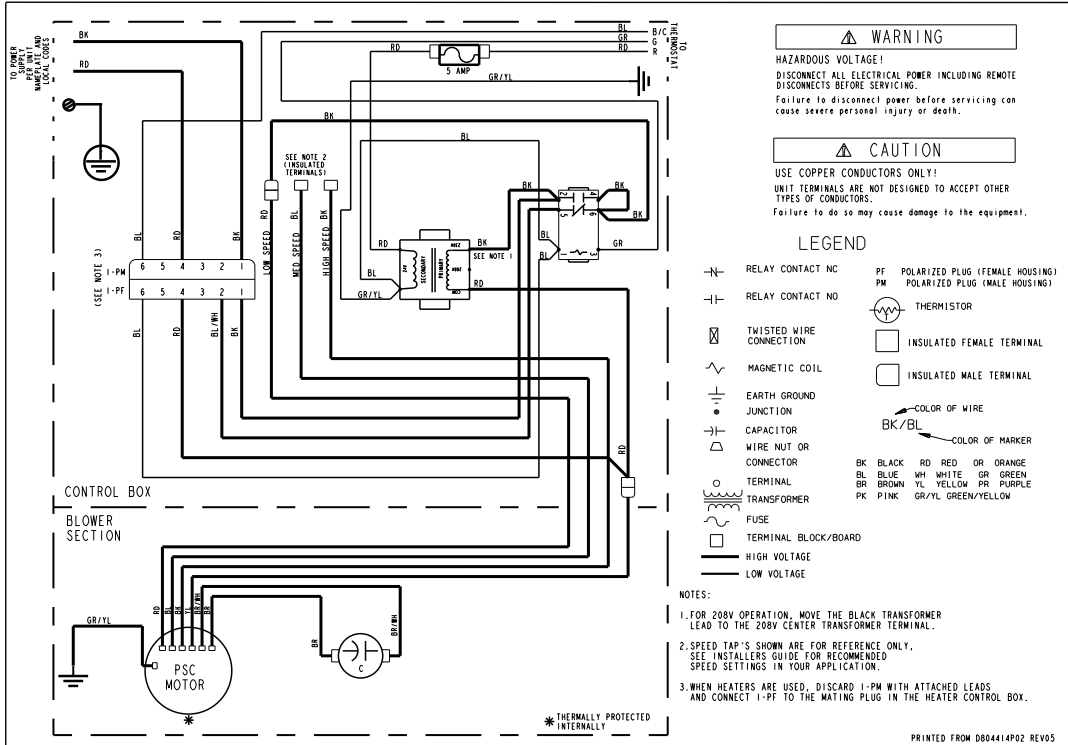 TO POWER
SUPPLY
PER UNIT
NAMEPLATE AND
LOCAL CODES
BK
RD
BL
B/C
GR
G
RD
RD
R
TO
THERMOSTAT
5 AMP
GR/YL
BK
BL
SEE NOTE 2
(INSULATED
TERMINALS)
BL
RD
BK
RD
LOW SPEED
BL
MED SPEED
BK
HIGH SPEED
RD
BL
GR/YL
24V
SECONDARY
PRIMARY
230V
208V
COM
BK
SEE NOTE 1
RD
BK
2
4
BK
5
6
BK
BL
BL
1
3
GR
(SEE NOTE 3)
1-PM
6 5 4 3 2 1
1-PF
6 5 4 3 2 1
BL
RD
BL/WH
BK
RD
CONTROL BOX
BLOWER
SECTION
RD
BL
BK
YL
BR/WH
BR
GR/YL
PSC
MOTOR
BR
C
BR/WH
* THERMALLY PROTECTED
INTERNALLY
WARNING
HAZARDOUS VOLTAGE!
DISCONNECT ALL ELECTRICAL POWER INCLUDING REMOTE
DISCONNECTS BEFORE SERVICING.
Failure to disconnect power before servicing can
cause severe personal injury or death.
CAUTION
USE COPPER CONDUCTORS ONLY!
UNIT TERMINALS ARE NOT DESIGNED TO ACCEPT OTHER
TYPES OF CONDUCTORS.
Failure to do so may cause damage to the equipment.
LEGEND
RELAY CONTACT NC
RELAY CONTACT NO
TWISTED WIRE
CONNECTION
MAGNETIC COIL
EARTH GROUND
JUNCTION
CAPACITOR
WIRE NUT OR
CONNECTOR
TERMINAL
TRANSFORMER
FUSE
TERMINAL BLOCK/BOARD
HIGH VOLTAGE
LOW VOLTAGE
PF POLARIZED PLUG (FEMALE HOUSING)
PM POLARIZED PLUG (MALE HOUSING)
THERMISTOR
INSULATED FEMALE TERMINAL
INSULATED MALE TERMINAL
COLOR OF WIRE
BK/BL
COLOR OF MARKER
BK BLACK RD RED OR ORANGE
BL BLUE WH WHITE GR GREEN
BR BROWN YL YELLOW PR PURPLE
PK PINK GR/YL GREEN/YELLOW
NOTES:
1. FOR 208V OPERATION, MOVE THE BLACK TRANSFORMER
LEAD TO THE 208V CENTER TRANSFORMER TERMINAL.
2. SPEED TAP'S SHOWN ARE FOR REFERENCE ONLY,
SEE INSTALLERS GUIDE FOR RECOMMENDED
SPEED SETTINGS IN YOUR APPLICATION.
3. WHEN HEATERS ARE USED, DISCARD 1-PM WITH ATTACHED LEADS
AND CONNECT 1-PF TO THE MATING PLUG IN THE HEATER CONTROL BOX.
PRINTED FROM D804414P02 REV05